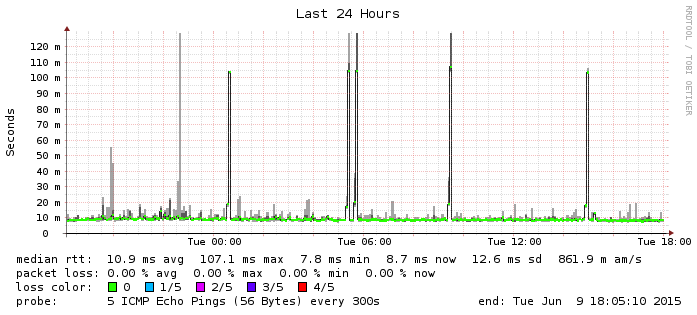 Last 24 Hours
RRDTOOL / TOBI OETIKER
Seconds
120 m
110 m
100 m
90 m
80 m
70 m
60 m
50 m
40 m
30 m
20 m
10 m
0
Tue 00:00 Tue 06:00 Tue 12:00 Tue 18:00
median rtt: 10.9 ms avg 107.1 ms max 7.8 ms min 8.7 ms now 12.6 ms sd 861.9 m am/s
packet loss: 0.00 % avg 0.00 % max 0.00 % min 0.00 % now
loss color: 0 1/5 2/5 3/5 4/5
probe: 5 ICMP Echo Pings (56 Bytes) every 300s end: Tue Jun 9 18:05:10 2015